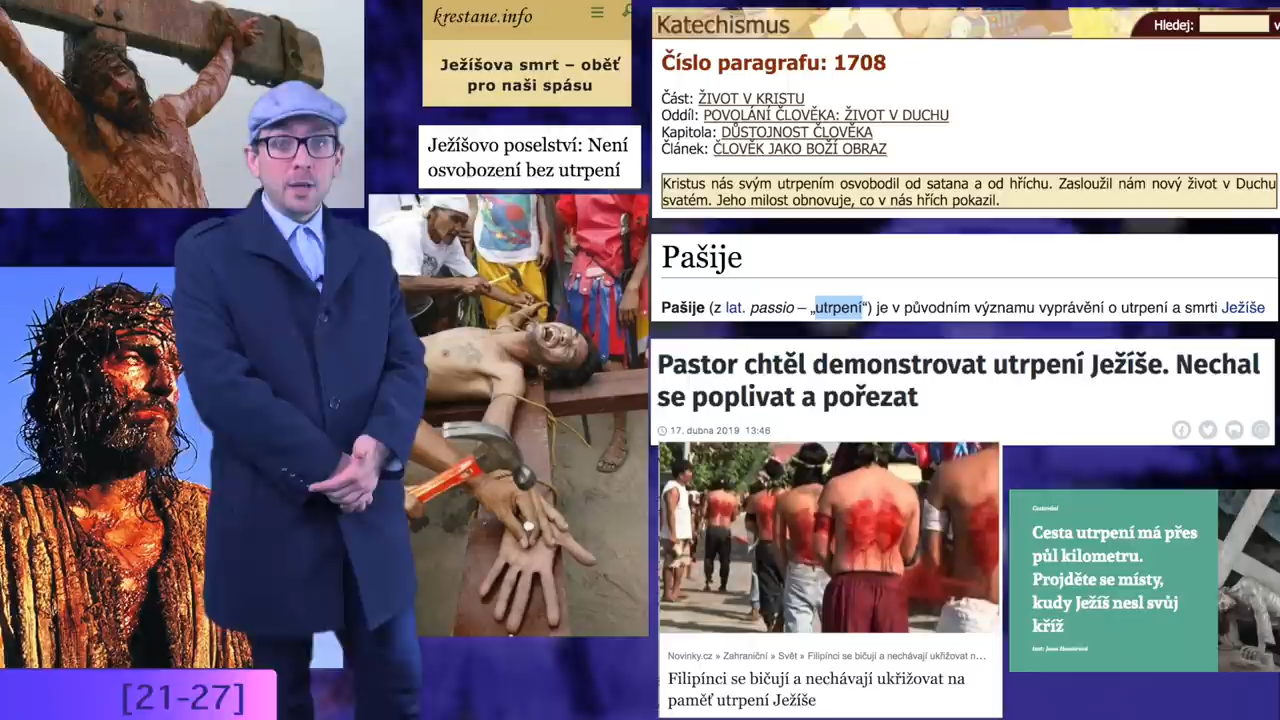 krestane.info
Ježíšova smrt – oběť
pro naši spásu
Ježíšovo poselství: Není
osvobození bez utrpení
Katechismus
Hledej:
Číslo paragrafu: 1708
Část: ŽIVOT V KRISTU
Oddíl: POVOLÁNÍ ČLOVĚKA: ŽIVOT V DUCHU
Kapitola: DŮSTOJNOST ČLOVĚKA
Článek: ČLOVĚK JAKO BOŽÍ OBRAZ
Kristus nás svým utrpením osvobodil od satana a od hříchu. Zasloužil nám nový život v Duchu
svatém. Jeho milost obnovuje, co v nás hřích pokazil.
Pašije
Pašije (z lat. passio – „utrpení“) je v původním významu vyprávění o utrpení a smrti Ježíše
Pastor chtěl demonstrovat utrpení Ježíše. Nechal
se poplivat a pořezat
17. dubna 2019 13:46
Novinky.cz » Zahraniční » Svět » Filipínci se bičují a nechávají ukřižovat n...
Filipínci se bičují a nechávají ukřižovat na
paměť utrpení Ježíše
Cesta utrpení má přes
půl kilometru.
Projděte se místy,
kudy Ježíš nesl svůj
kříž
[21-27]